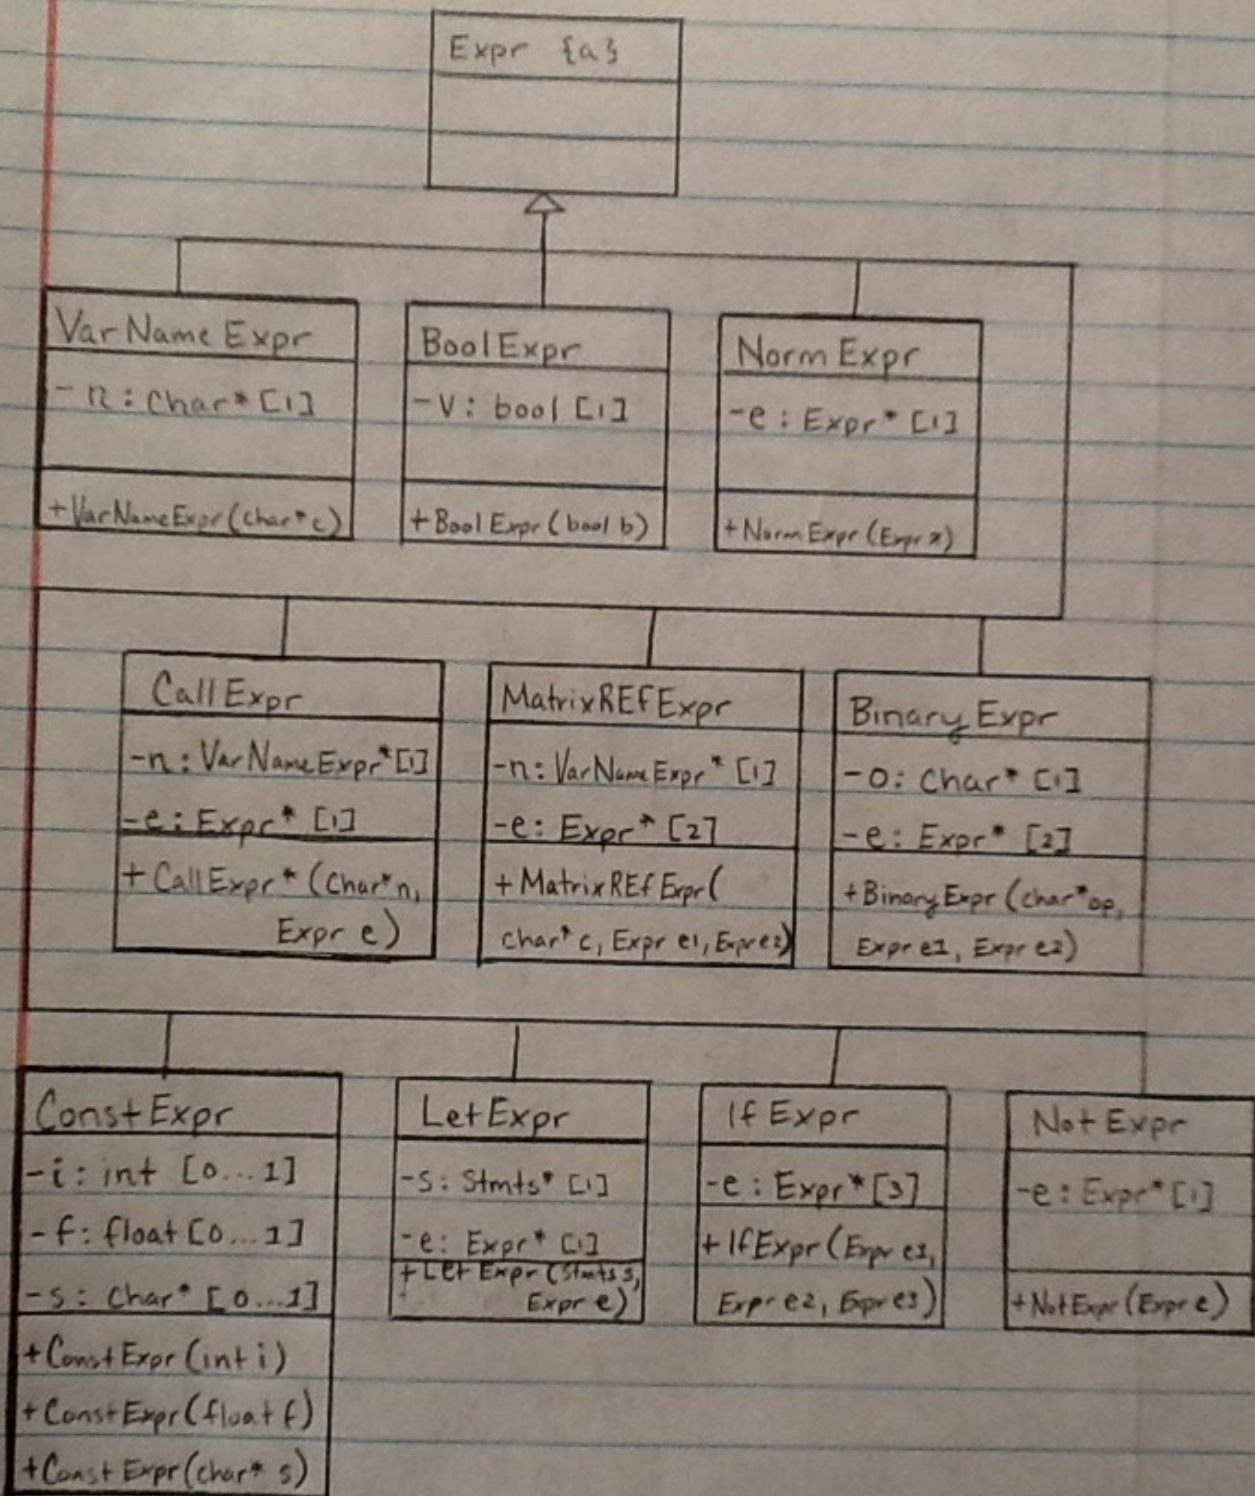 Expr {a}
VarNameExpr
-n: char* [1]
+VarNameExpr(char* c)
BoolExpr
-v: bool [1]
+BoolExpr(bool b)
NormExpr
-e: Expr* [1]
+NormExpr(Expr x)
CallExpr
-n: VarNameExpr* [1]
-e: Expr* [1]
+CallExpr* (char* n,
Expr e)
MatrixREfExpr
-n: VarNameExpr* [1]
-e: Expr* [2]
+MatrixREfExpr(
char* c, Expr e1, Expr e2)
BinaryExpr
-o: char* [1]
-e: Expr* [2]
+BinaryExpr(char* op,
Expr e1, Expr e2)
ConstExpr
-i: int [0...1]
-f: float [0...1]
-s: char* [0...1]
+ConstExpr(int i)
+ConstExpr(float f)
+ConstExpr(char* s)
LetExpr
-s: Stmts* [1]
-e: Expr* [1]
+LetExpr(Stmts s,
Expr e)
IfExpr
-e: Expr* [3]
+IfExpr(Expr e1,
Expr e2, Expr e3)
NotExpr
-e: Expr* [1]
+NotExpr(Expr e)